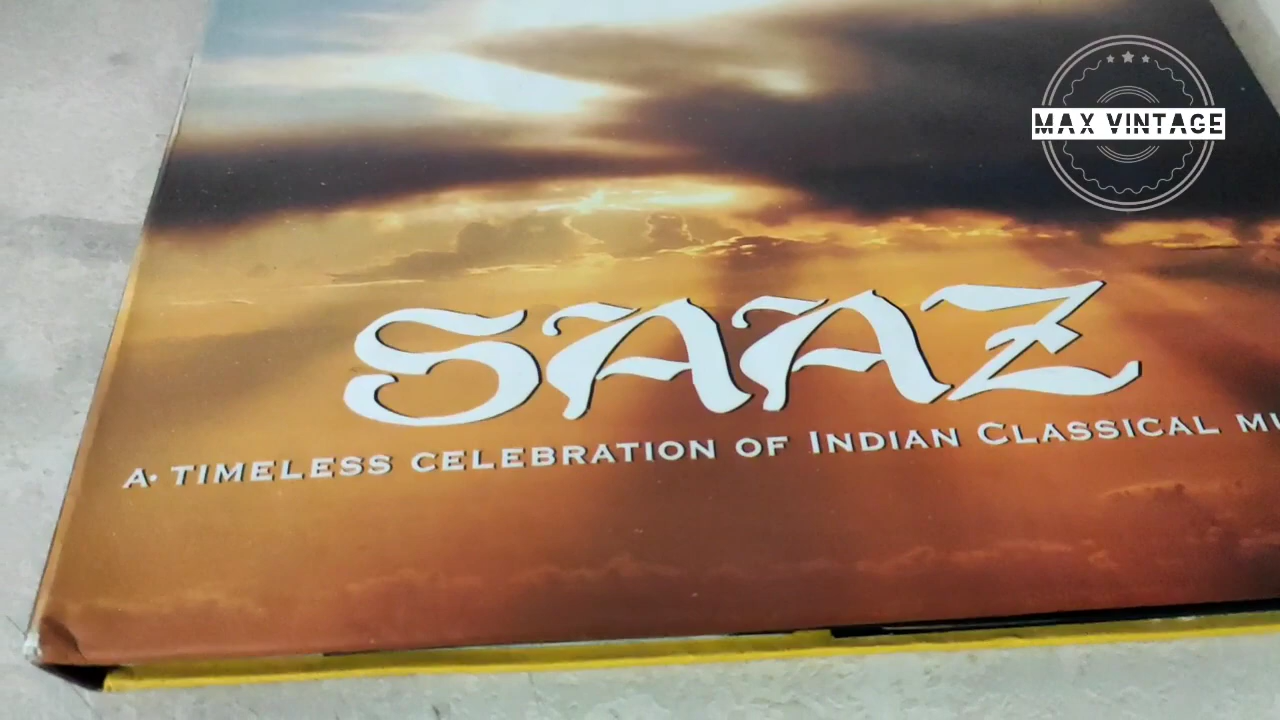 MAX VINTAGE
SAAZ
A TIMELESS CELEBRATION OF INDIAN CLASSICAL